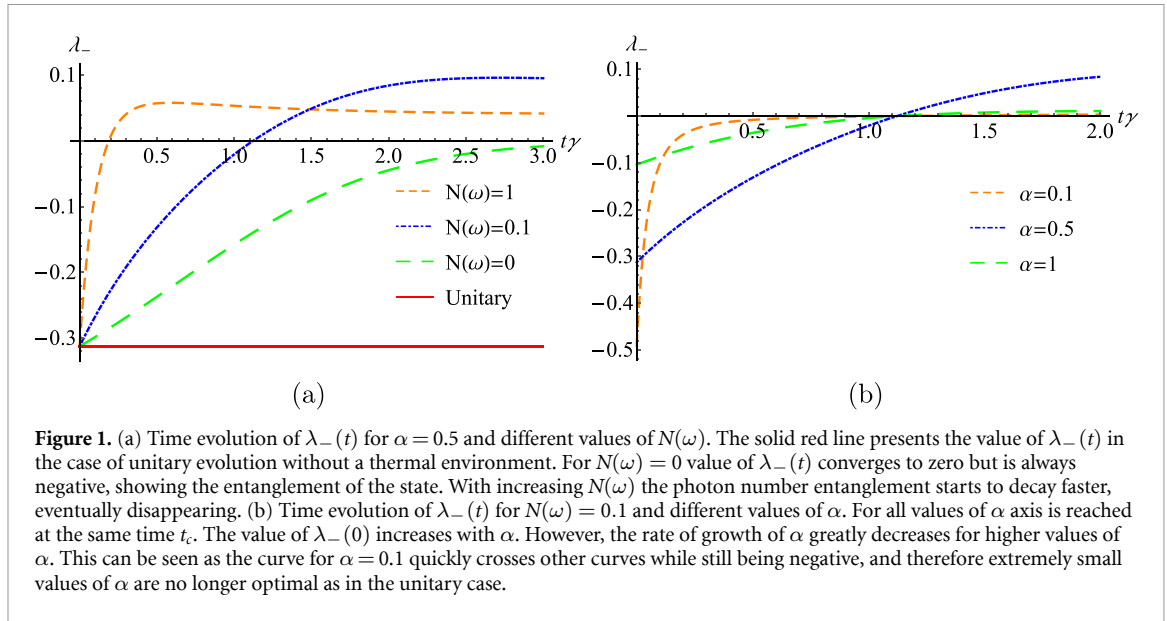 λ−
0.1
−0.1
−0.2
−0.3
0.5
1.0
1.5
2.0
2.5
3.0
tγ
N(ω)=1
N(ω)=0.1
N(ω)=0
Unitary
(a)
λ−
0.1
−0.1
−0.2
−0.3
−0.4
−0.5
0.5
1.0
1.5
2.0
tγ
α=0.1
α=0.5
α=1
(b)
Figure 1. (a) Time evolution of λ−(t) for α = 0.5 and different values of N(ω). The solid red line presents the value of λ−(t) in
the case of unitary evolution without a thermal environment. For N(ω) = 0 value of λ−(t) converges to zero but is always
negative, showing the entanglement of the state. With increasing N(ω) the photon number entanglement starts to decay faster,
eventually disappearing. (b) Time evolution of λ−(t) for N(ω) = 0.1 and different values of α. For all values of α axis is reached
at the same time tc. The value of λ−(0) increases with α. However, the rate of growth of α greatly decreases for higher values of
α. This can be seen as the curve for α = 0.1 quickly crosses other curves while still being negative, and therefore extremely small
values of α are no longer optimal as in the unitary case.